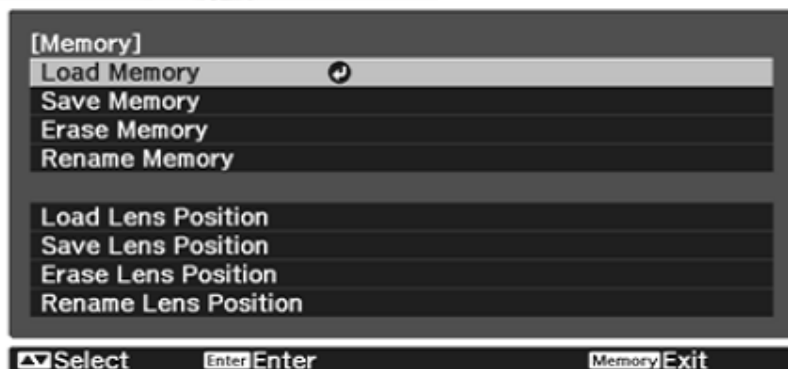 [Memory]
Load Memory
Save Memory
Erase Memory
Rename Memory
Load Lens Position
Save Lens Position
Erase Lens Position
Rename Lens Position
Select Enter Enter Memory Exit